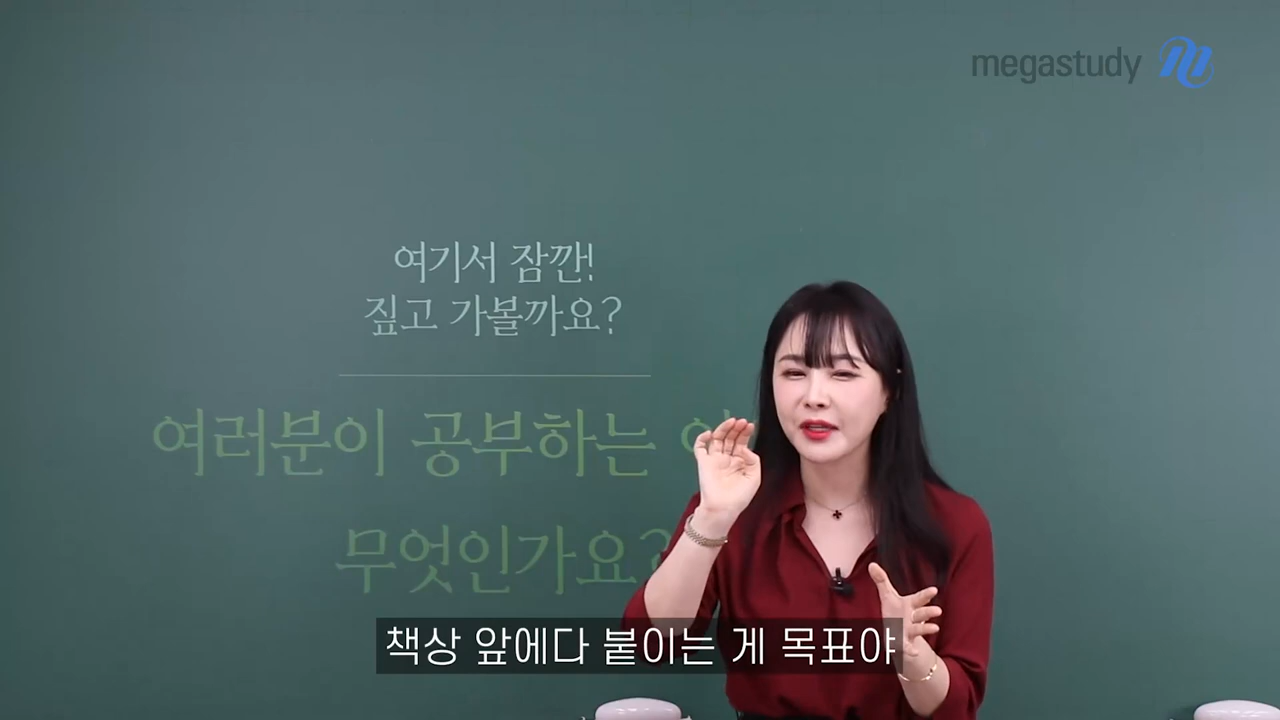 megastudy
여기서 잠깐!
짚고 가볼까요?
여러분이 공부하는
무엇인가요?
책상 앞에다 붙이는 게 목표야